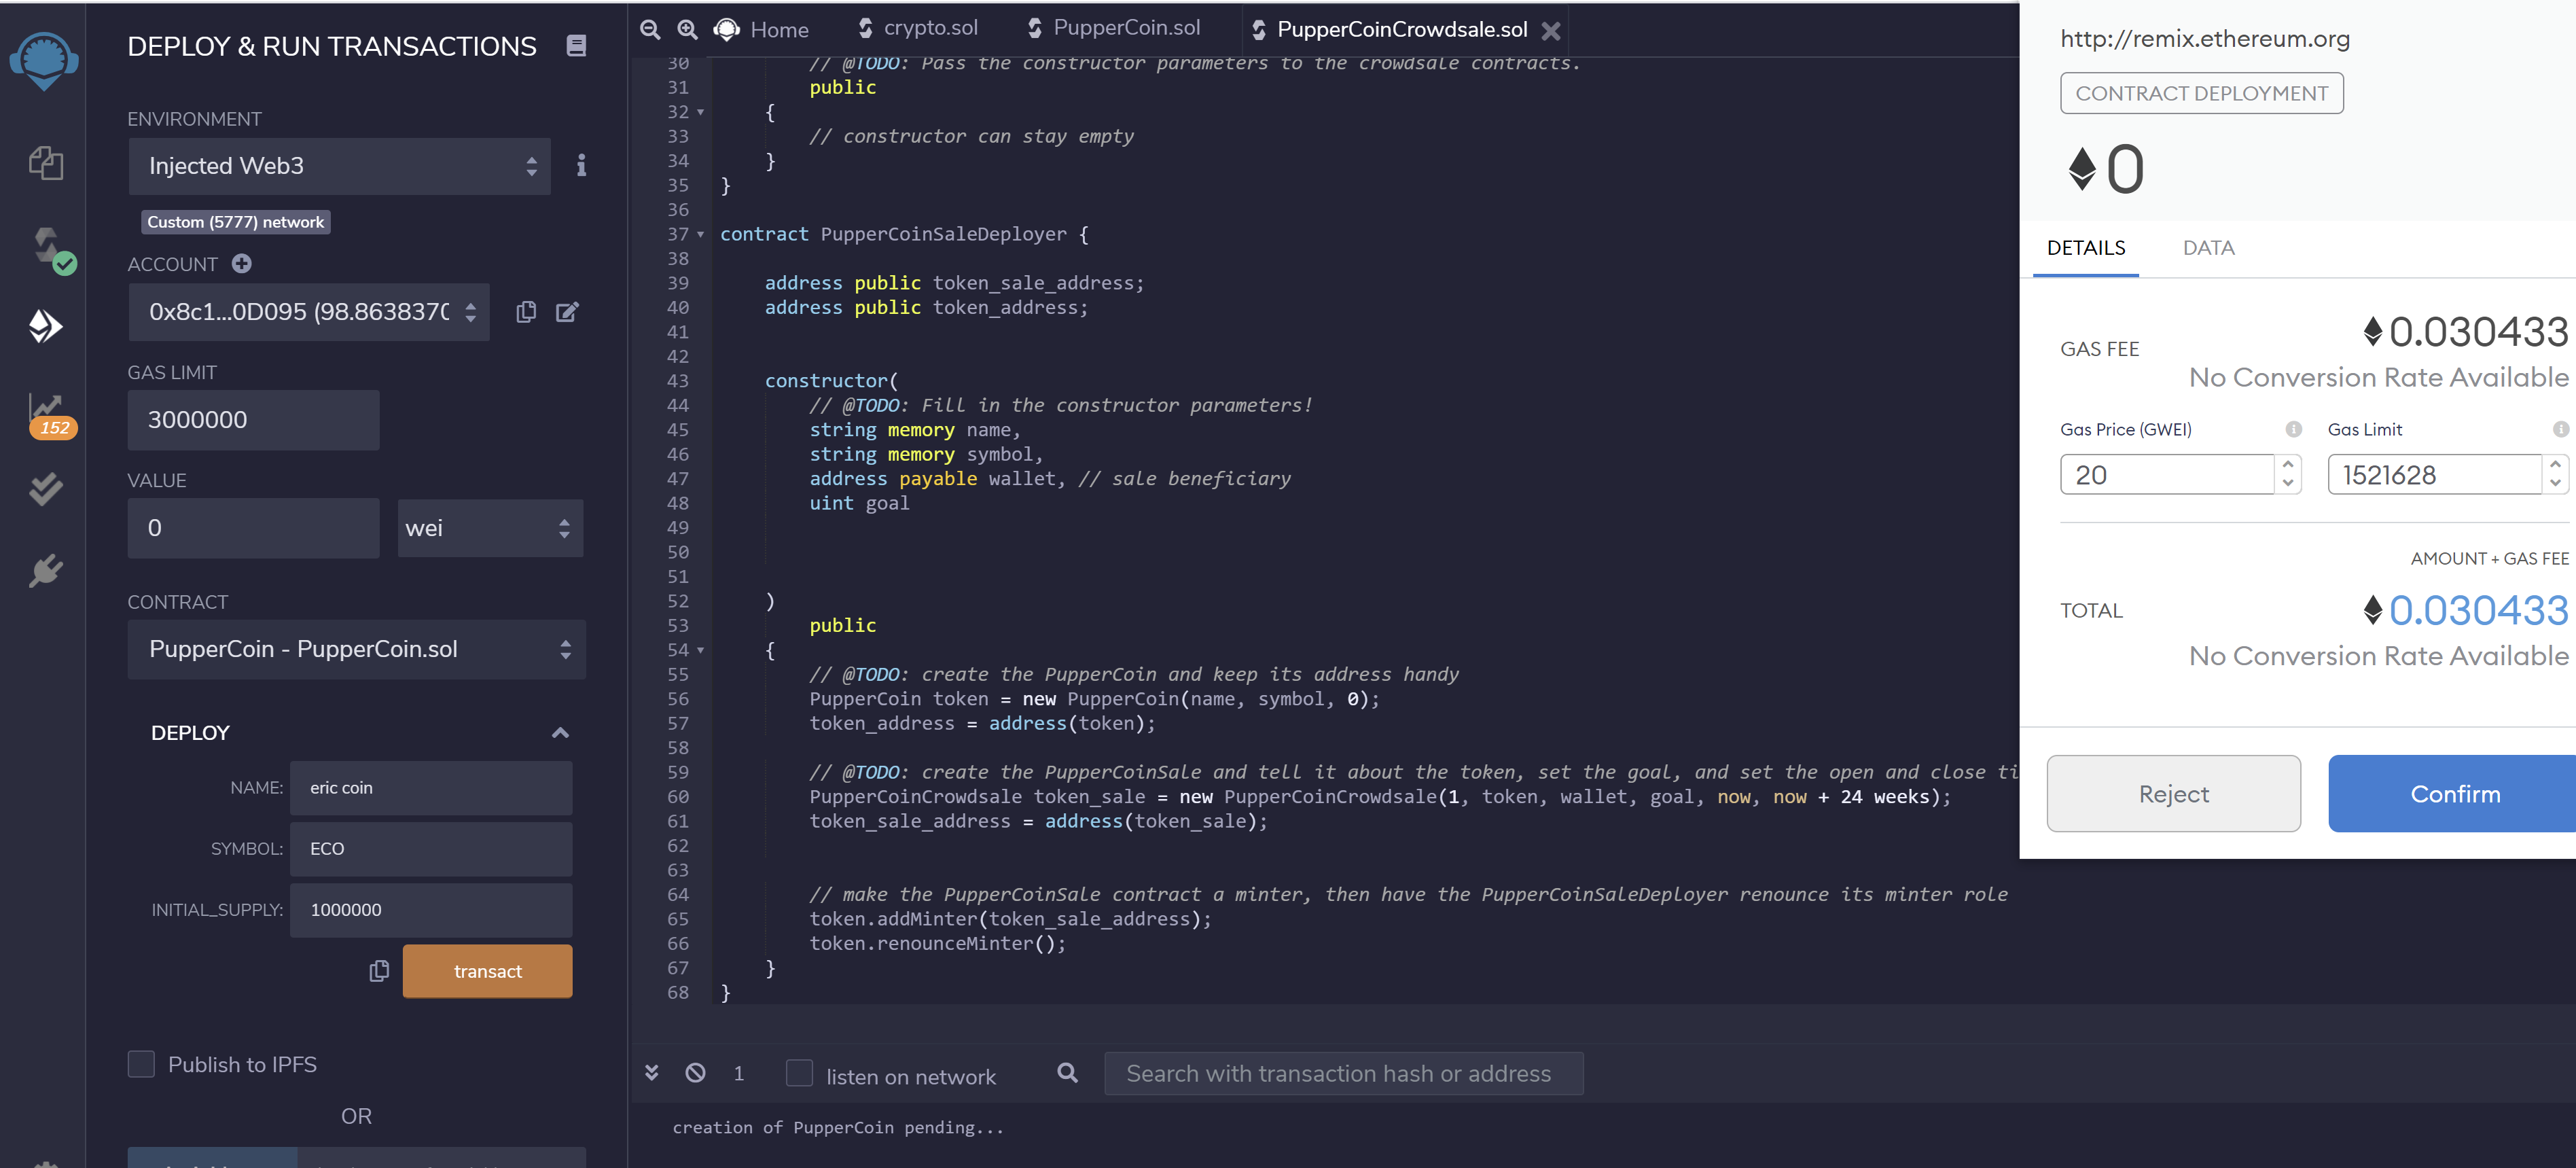 DEPLOY & RUN TRANSACTIONS
ENVIRONMENT
Injected Web3
Custom (5777) network
ACCOUNT
0x8c1...0D095 (98.8638370
GAS LIMIT
3000000
VALUE
0
wei
CONTRACT
PupperCoin - PupperCoin.sol
DEPLOY
NAME:
eric coin
SYMBOL:
ECO
INITIAL_SUPPLY:
1000000
transact
Publish to IPFS
OR
152
Home
crypto.sol
PupperCoin.sol
PupperCoinCrowdsale.sol
30 // @TODO: Pass the constructor parameters to the crowdsale contracts.
31 public
32 {
33 // constructor can stay empty
34 }
35 }
36
37 contract PupperCoinSaleDeployer {
38
39 address public token_sale_address;
40 address public token_address;
41
42
43 constructor(
44 // @TODO: Fill in the constructor parameters!
45 string memory name,
46 string memory symbol,
47 address payable wallet, // sale beneficiary
48 uint goal
49
50
51
52 )
53 public
54 {
55 // @TODO: create the PupperCoin and keep its address handy
56 PupperCoin token = new PupperCoin(name, symbol, 0);
57 token_address = address(token);
58
59 // @TODO: create the PupperCoinSale and tell it about the token, set the goal, and set the open and close ti
60 PupperCoinCrowdsale token_sale = new PupperCoinCrowdsale(1, token, wallet, goal, now, now + 24 weeks);
61 token_sale_address = address(token_sale);
62
63
64 // make the PupperCoinSale contract a minter, then have the PupperCoinSaleDeployer renounce its minter role
65 token.addMinter(token_sale_address);
66 token.renounceMinter();
67 }
68 }
1
listen on network
Search with transaction hash or address
creation of PupperCoin pending...
http://remix.ethereum.org
CONTRACT DEPLOYMENT
0
DETAILS
DATA
GAS FEE
0.030433
No Conversion Rate Available
Gas Price (GWEI)
Gas Limit
20
1521628
AMOUNT + GAS FEE
TOTAL
0.030433
No Conversion Rate Available
Reject
Confirm